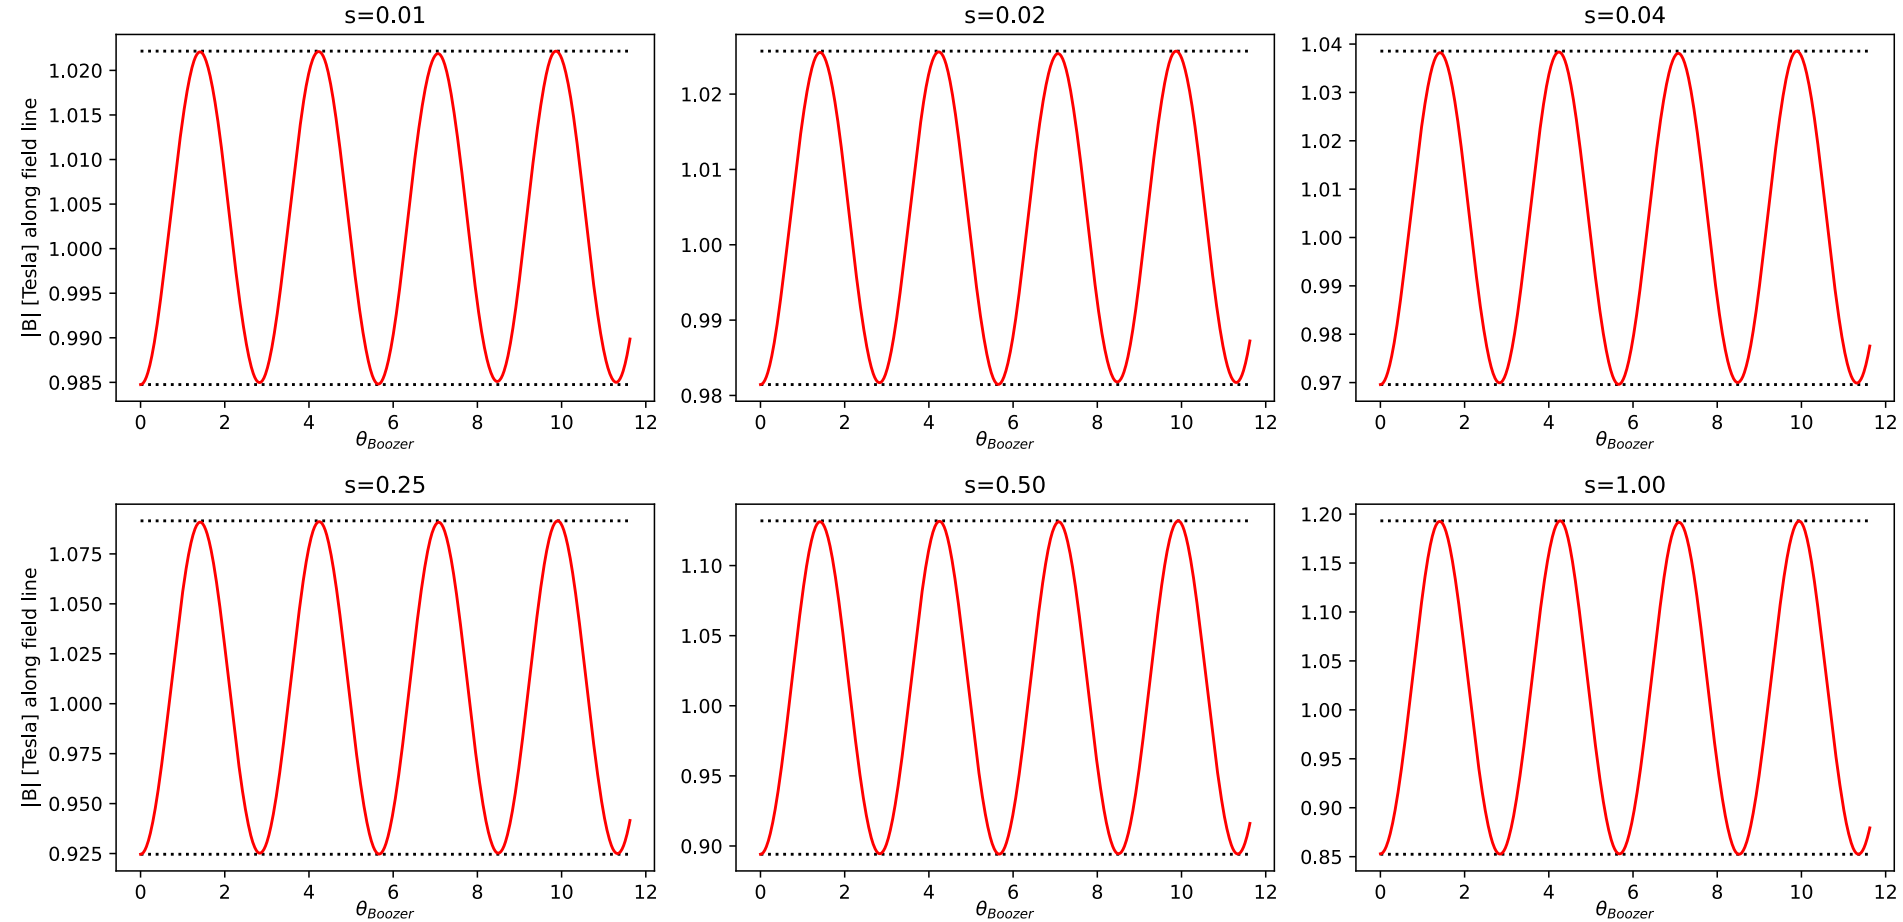 s=0.01
s=0.02
s=0.04
|B| [Tesla] along field line
1.020
1.015
1.010
1.005
1.000
0.995
0.990
0.985
0 2 4 6 8 10 12
θBoozer
1.02
1.01
1.00
0.99
0.98
0 2 4 6 8 10 12
θBoozer
1.04
1.03
1.02
1.01
1.00
0.99
0.98
0.97
0 2 4 6 8 10 12
θBoozer
s=0.25
s=0.50
s=1.00
|B| [Tesla] along field line
1.075
1.050
1.025
1.000
0.975
0.950
0.925
0 2 4 6 8 10 12
θBoozer
1.10
1.05
1.00
0.95
0.90
0 2 4 6 8 10 12
θBoozer
1.20
1.15
1.10
1.05
1.00
0.95
0.90
0.85
0 2 4 6 8 10 12
θBoozer